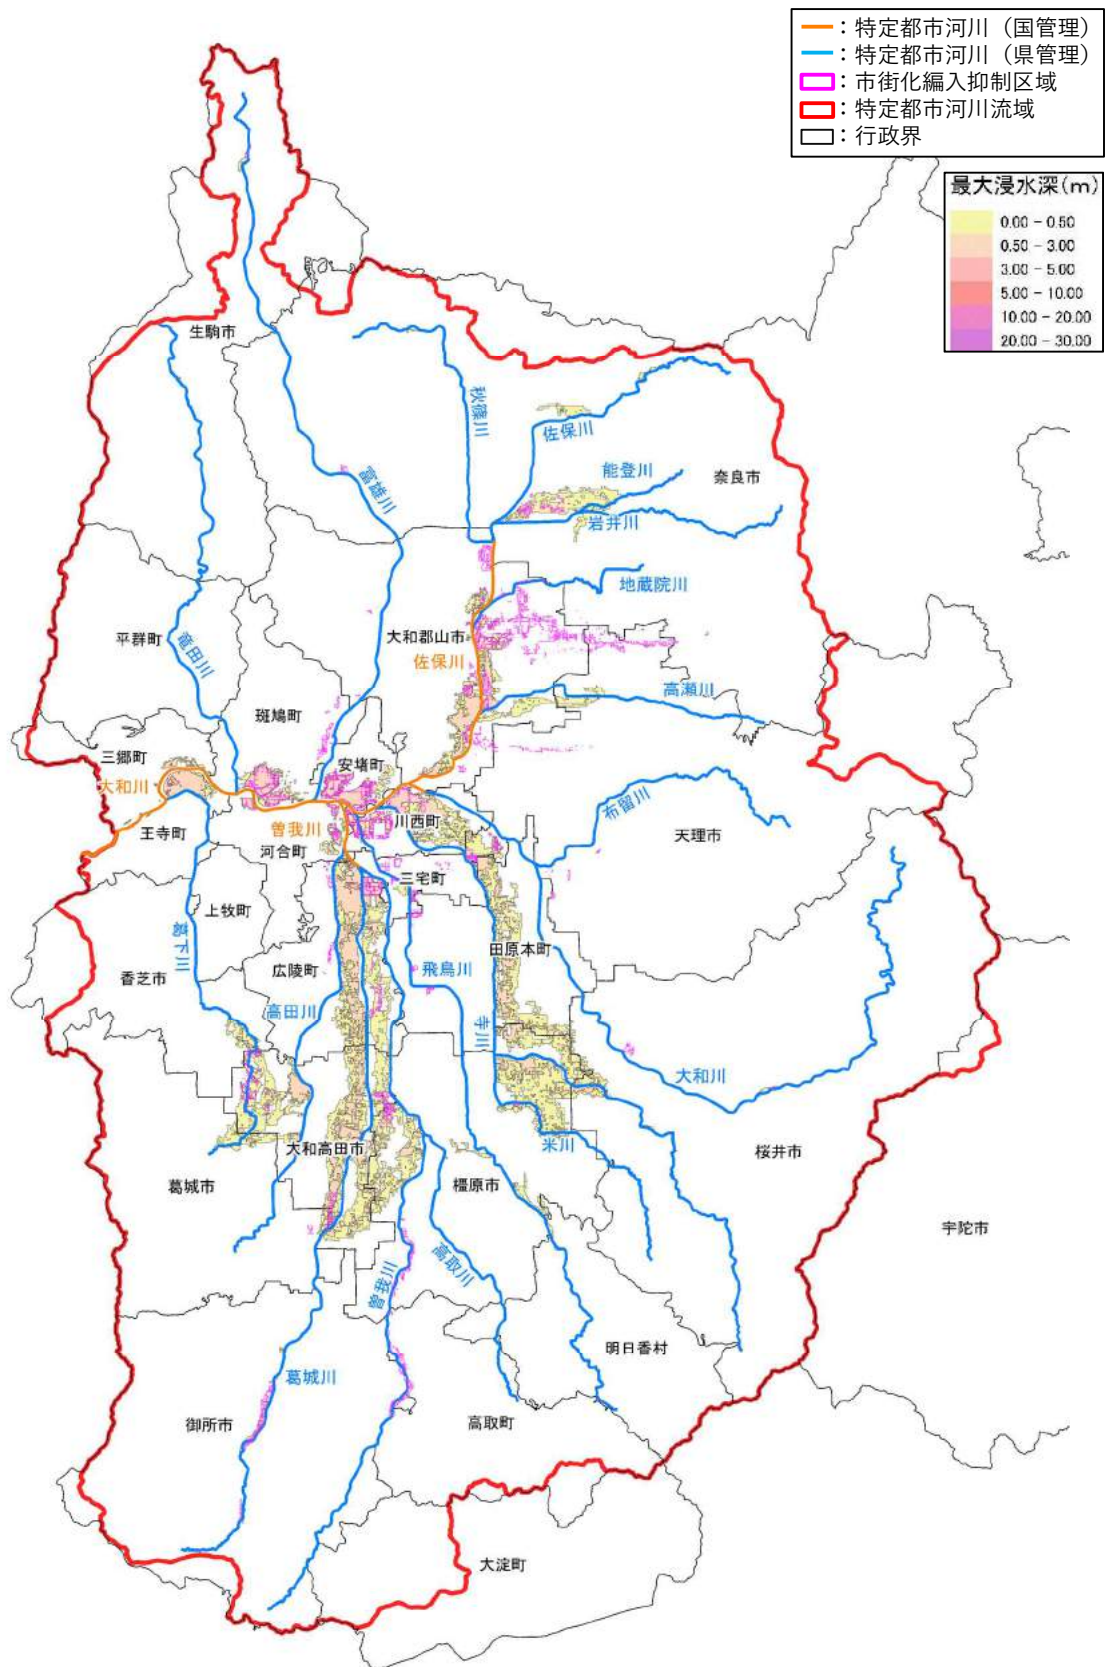 ：特定都市河川（国管理）
：特定都市河川（県管理）
：市街化編入抑制区域
：特定都市河川流域
：行政界
最大浸水深(m)
0.00 - 0.50
0.50 - 3.00
3.00 - 5.00
5.00 - 10.00
10.00 - 20.00
20.00 - 30.00
生駒市
秋篠川
佐保川
富雄川
能登川
奈良市
岩井川
地蔵院川
平群町
竜田川
大和郡山市
佐保川
高瀬川
斑鳩町
三郷町
安堵町
大和川
布留川
王寺町
曽我川
川西町
天理市
河合町
三宅町
上牧町
葛下川
田原本町
香芝市
広陵町
飛鳥川
高田川
寺川
大和川
大和高田市
米川
桜井市
葛城市
橿原市
宇陀市
高取川
曽我川
明日香村
葛城川
御所市
高取町
大淀町